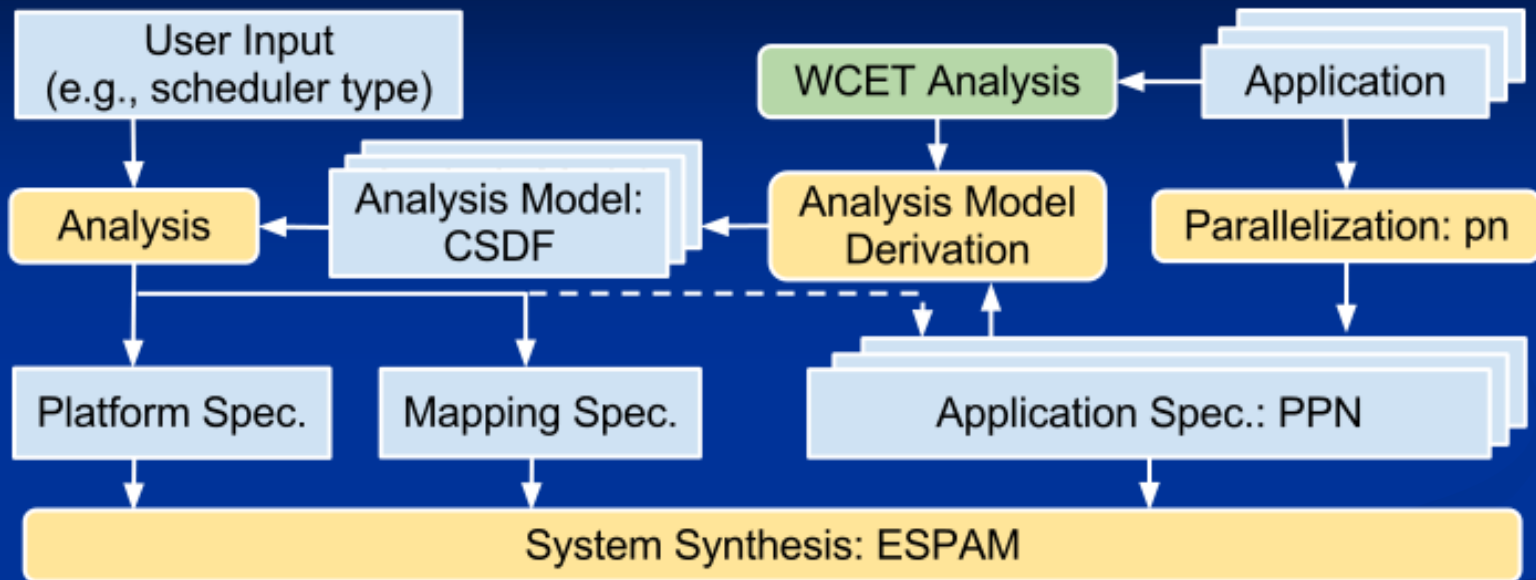 User Input
(e.g., scheduler type)
WCET Analysis
Application
Analysis
Analysis Model:
CSDF
Analysis Model
Derivation
Parallelization: pn
Platform Spec.
Mapping Spec.
Application Spec.: PPN
System Synthesis: ESPAM